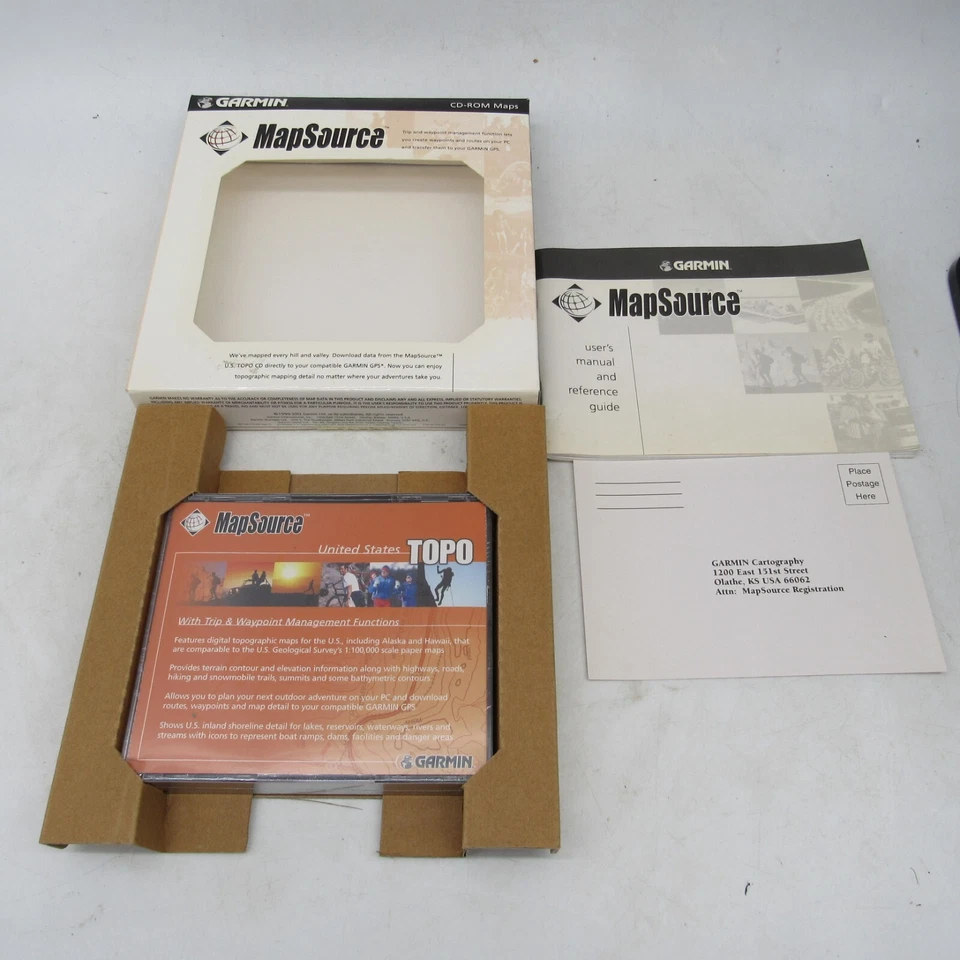 GARMIN
CD-ROM Maps
MapSource™
Trip and waypoint management function lets
you create waypoints and routes on your PC
and transfer them to your GARMIN GPS.
We've mapped every hill and valley. Download data from the MapSource™
U.S. TOPO CD directly to your compatible GARMIN GPS*. Now you can enjoy
topographic mapping detail no matter where your adventures take you.
GARMIN
MapSource™
user's
manual
and
reference
guide
Place
Postage
Here
GARMIN Cartography
1200 East 151st Street
Olathe, KS USA 66062
Attn: MapSource Registration
MapSource™
United States TOPO
With Trip & Waypoint Management Functions
Features digital topographic maps for the U.S., including Alaska and Hawaii, that
are comparable to the U.S. Geological Survey's 1:100,000 scale paper maps
Provides terrain contour and elevation information along with highways, roads,
hiking and snowmobile trails, summits and some bathymetric contours.
Allows you to plan your next outdoor adventure on your PC and download
routes, waypoints and map detail to your compatible GARMIN GPS.
Shows U.S. inland shoreline detail for lakes, reservoirs, waterways, rivers and
streams with icons to represent boat ramps, dams, facilities and danger areas
GARMIN